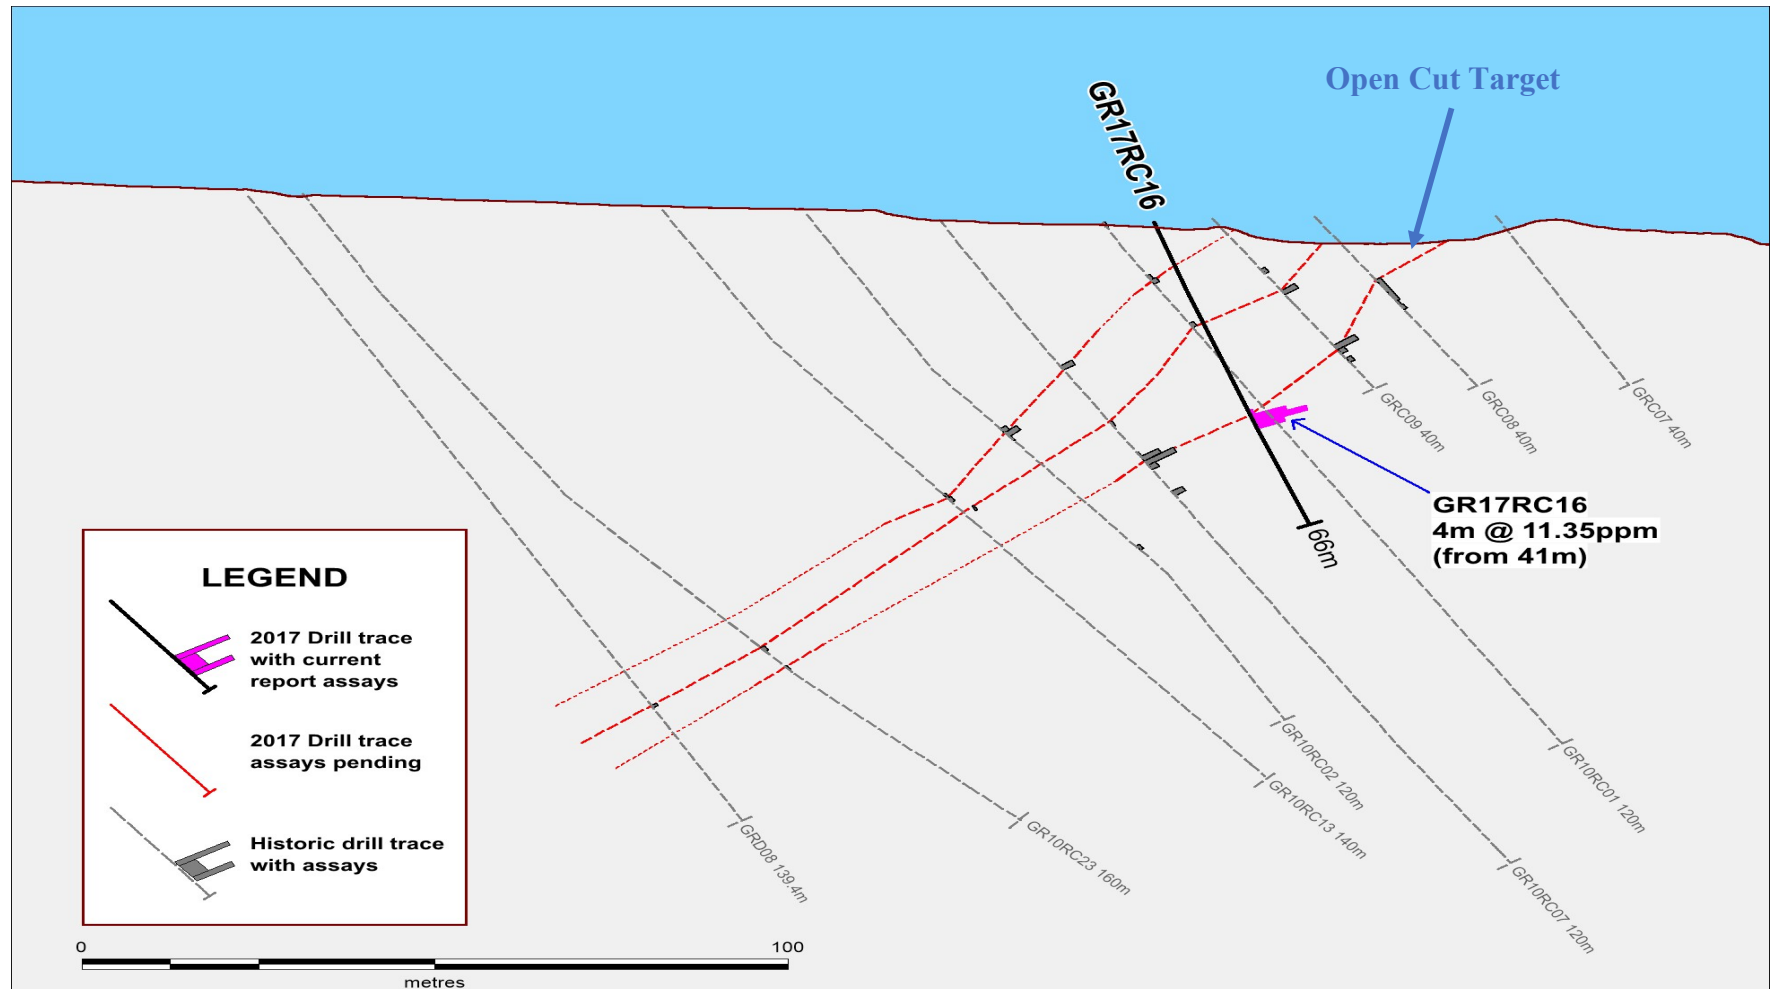 Open Cut Target
GR17RC16
GRC09 40m
GRC08 40m
GRC07 40m
GR17RC16
4m @ 11.35ppm
(from 41m)
66m
LEGEND
2017 Drill trace
with current
report assays
2017 Drill trace
assays pending
Historic drill trace
with assays
GRD08 139.4m
GR10RC23 160m
GR10RC13 140m
GR10RC02 120m
GR10RC01 120m
GR10RC07 120m
0
100
metres